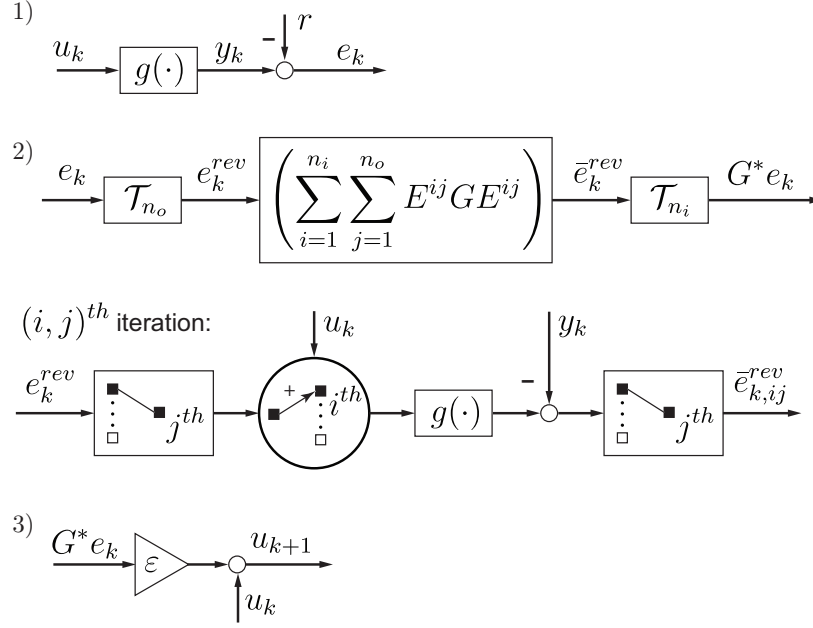 1)
− r
u_k g(·) y_k e_k
2)
e_k 𝒯_{n_o} e_k^{rev} ( \sum_{i=1}^{n_i} \sum_{j=1}^{n_o} E^{ij} G E^{ij} ) ē_k^{rev} 𝒯_{n_i} G^* e_k
(i, j)^{th} iteration:
u_k y_k
e_k^{rev} j^{th} + i^{th} g(·) − j^{th} ē_{k,ij}^{rev}
3)
G^* e_k ε u_{k+1}
u_k